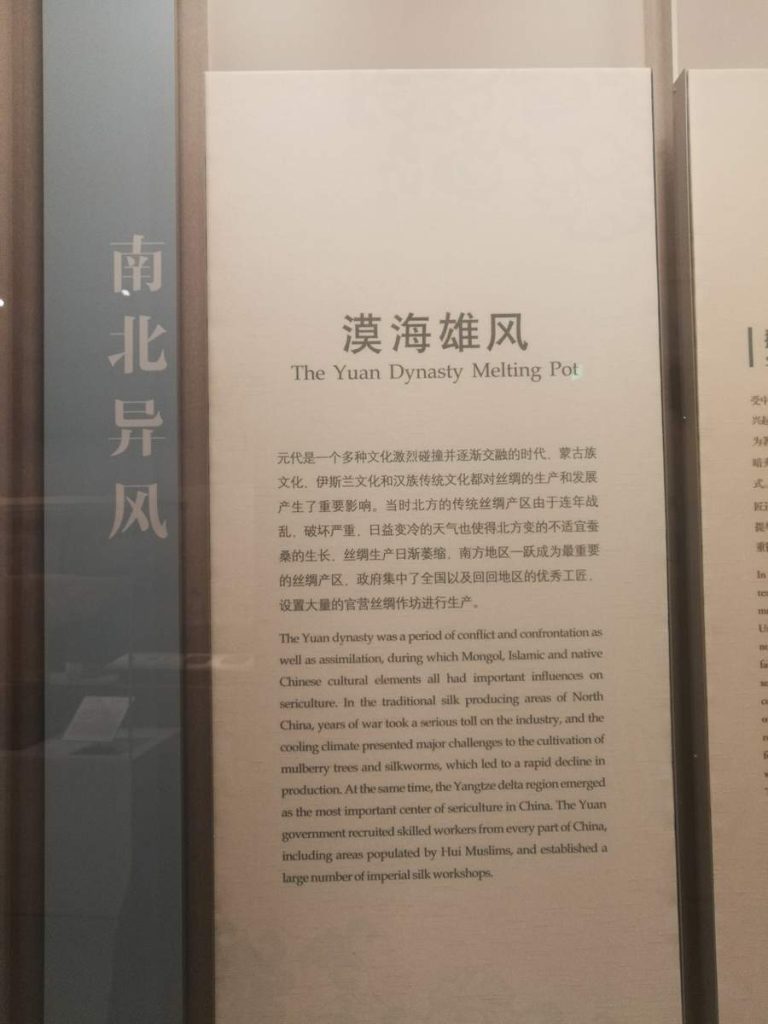 南北异风
漠海雄风
The Yuan Dynasty Melting Pot
元代是一个多种文化激烈碰撞并逐渐交融的时代，蒙古族
文化、伊斯兰文化和汉族传统文化都对丝绸的生产和发展
产生了重要影响。当时北方的传统丝绸产区由于连年战
乱，破坏严重，日益变冷的天气也使得北方变的不适宜蚕
桑的生长，丝绸生产日渐萎缩，南方地区一跃成为最重要
的丝绸产区，政府集中了全国以及回回地区的优秀工匠，
设置大量的官营丝绸作坊进行生产。
The Yuan dynasty was a period of conflict and confrontation as
well as assimilation, during which Mongol, Islamic and native
Chinese cultural elements all had important influences on
sericulture. In the traditional silk producing areas of North
China, years of war took a serious toll on the industry, and the
cooling climate presented major challenges to the cultivation of
mulberry trees and silkworms, which led to a rapid decline in
production. At the same time, the Yangtze delta region emerged
as the most important center of sericulture in China. The Yuan
government recruited skilled workers from every part of China,
including areas populated by Hui Muslims, and established a
large number of imperial silk workshops.
受中
兴起
为著
式。
In